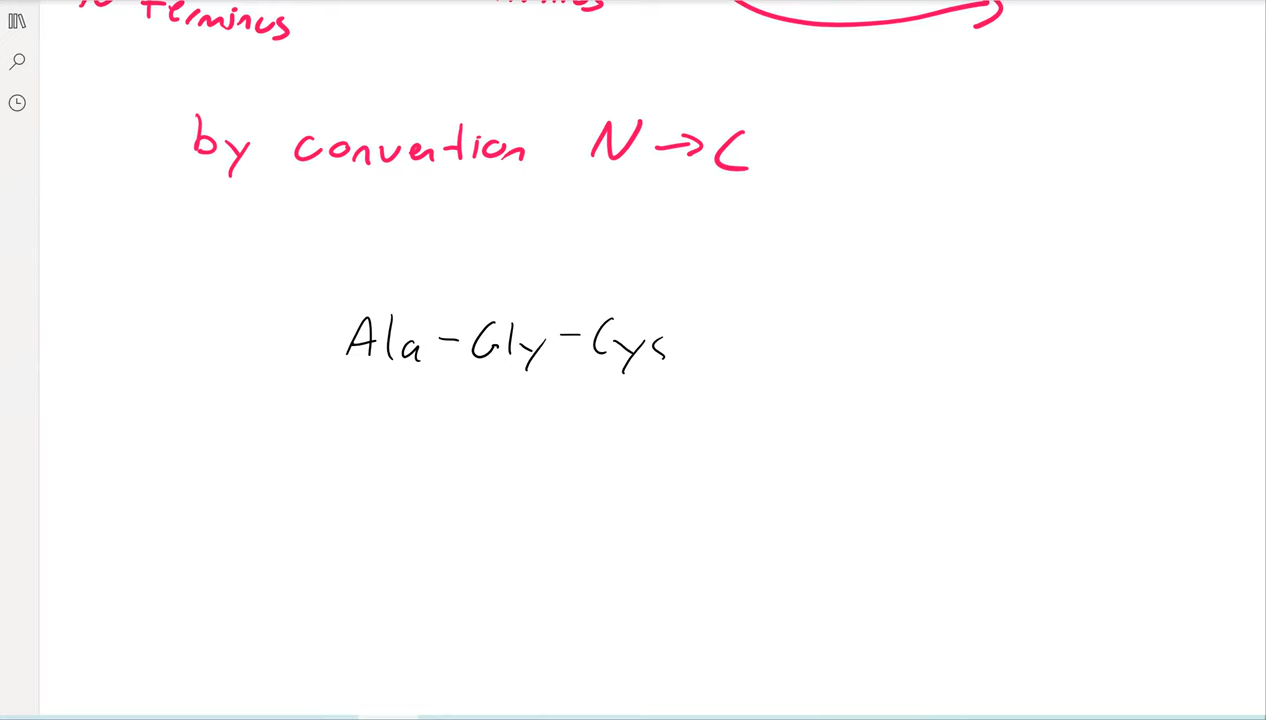 terminus
by convention N → C
Ala - Gly - Cys